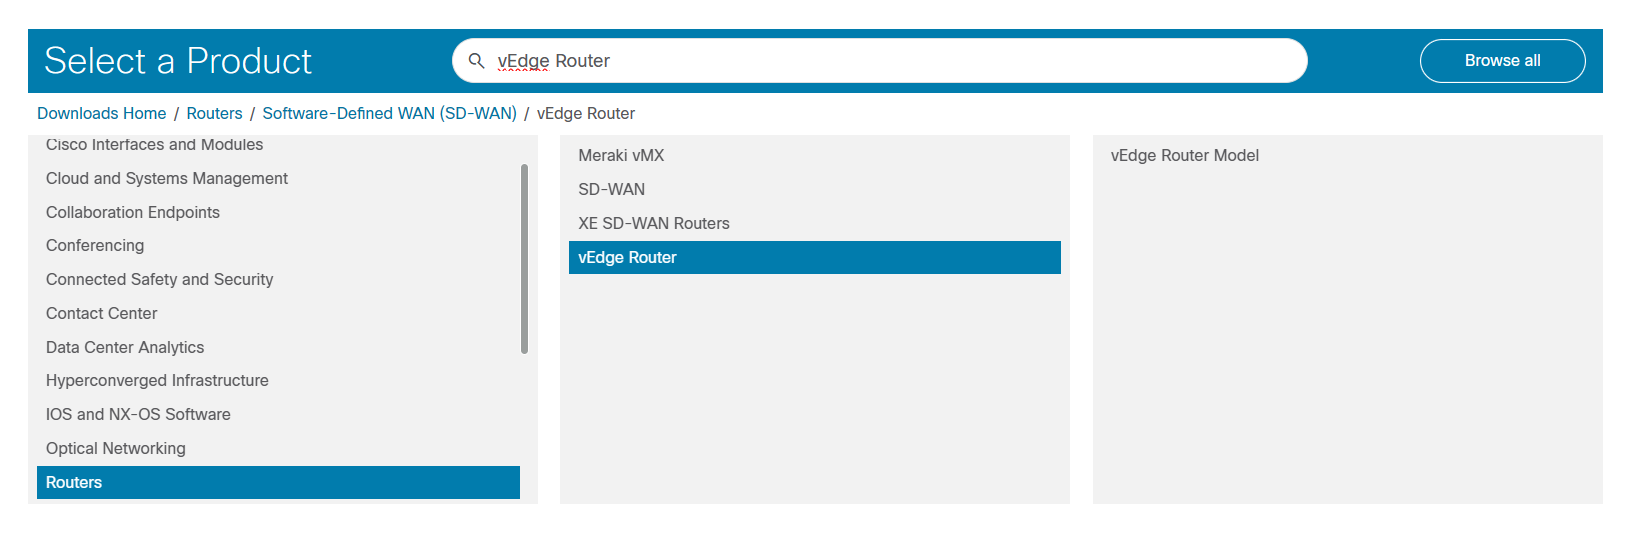 Select a Product
vEdge Router
Browse all
Downloads Home / Routers / Software-Defined WAN (SD-WAN) / vEdge Router
Cisco Interfaces and Modules
Cloud and Systems Management
Collaboration Endpoints
Conferencing
Connected Safety and Security
Contact Center
Data Center Analytics
Hyperconverged Infrastructure
IOS and NX-OS Software
Optical Networking
Routers
Meraki vMX
SD-WAN
XE SD-WAN Routers
vEdge Router
vEdge Router Model